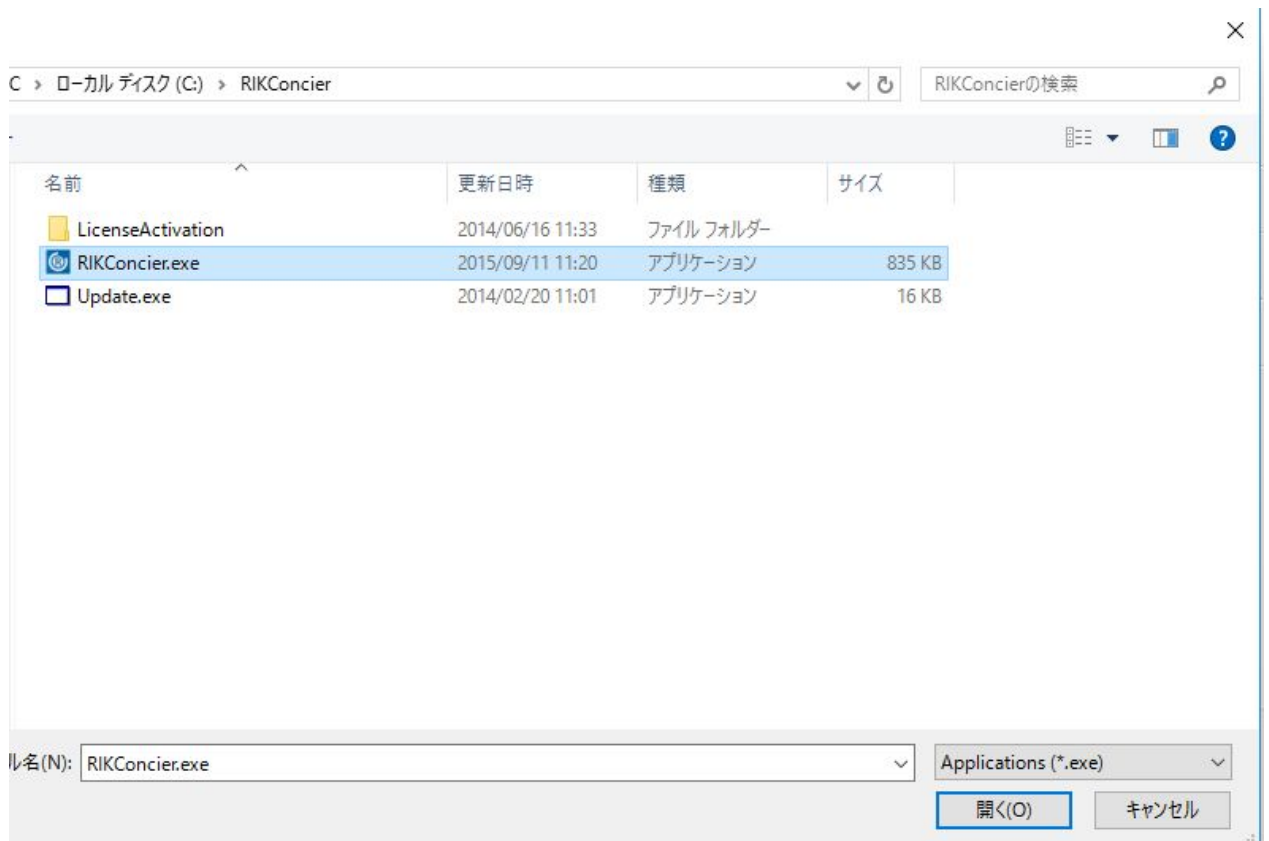 C › ローカル ディスク (C:) › RIKConcier RIKConcierの検索
名前 更新日時 種類 サイズ
LicenseActivation 2014/06/16 11:33 ファイル フォルダー
RIKConcier.exe 2015/09/11 11:20 アプリケーション 835 KB
Update.exe 2014/02/20 11:01 アプリケーション 16 KB
ル名(N): RIKConcier.exe Applications (*.exe)
開く(O) キャンセル